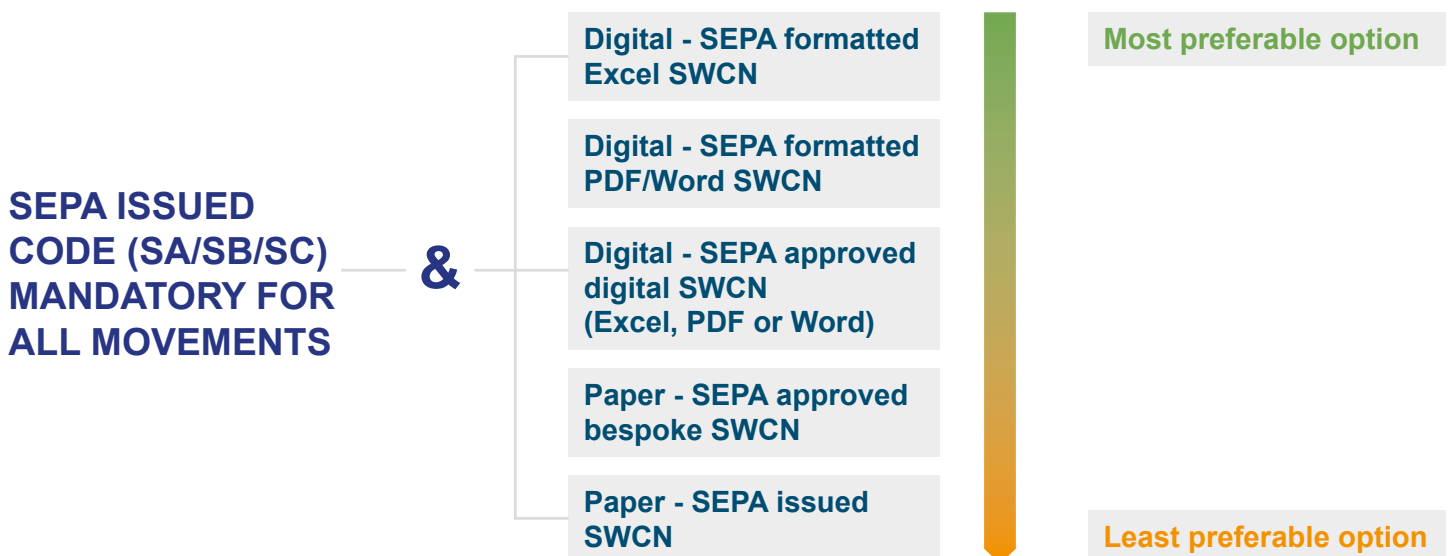 SEPA ISSUED
CODE (SA/SB/SC)
MANDATORY FOR
ALL MOVEMENTS
&
Digital - SEPA formatted
Excel SWCN
Digital - SEPA formatted
PDF/Word SWCN
Digital - SEPA approved
digital SWCN
(Excel, PDF or Word)
Paper - SEPA approved
bespoke SWCN
Paper - SEPA issued
SWCN
Most preferable option
Least preferable option